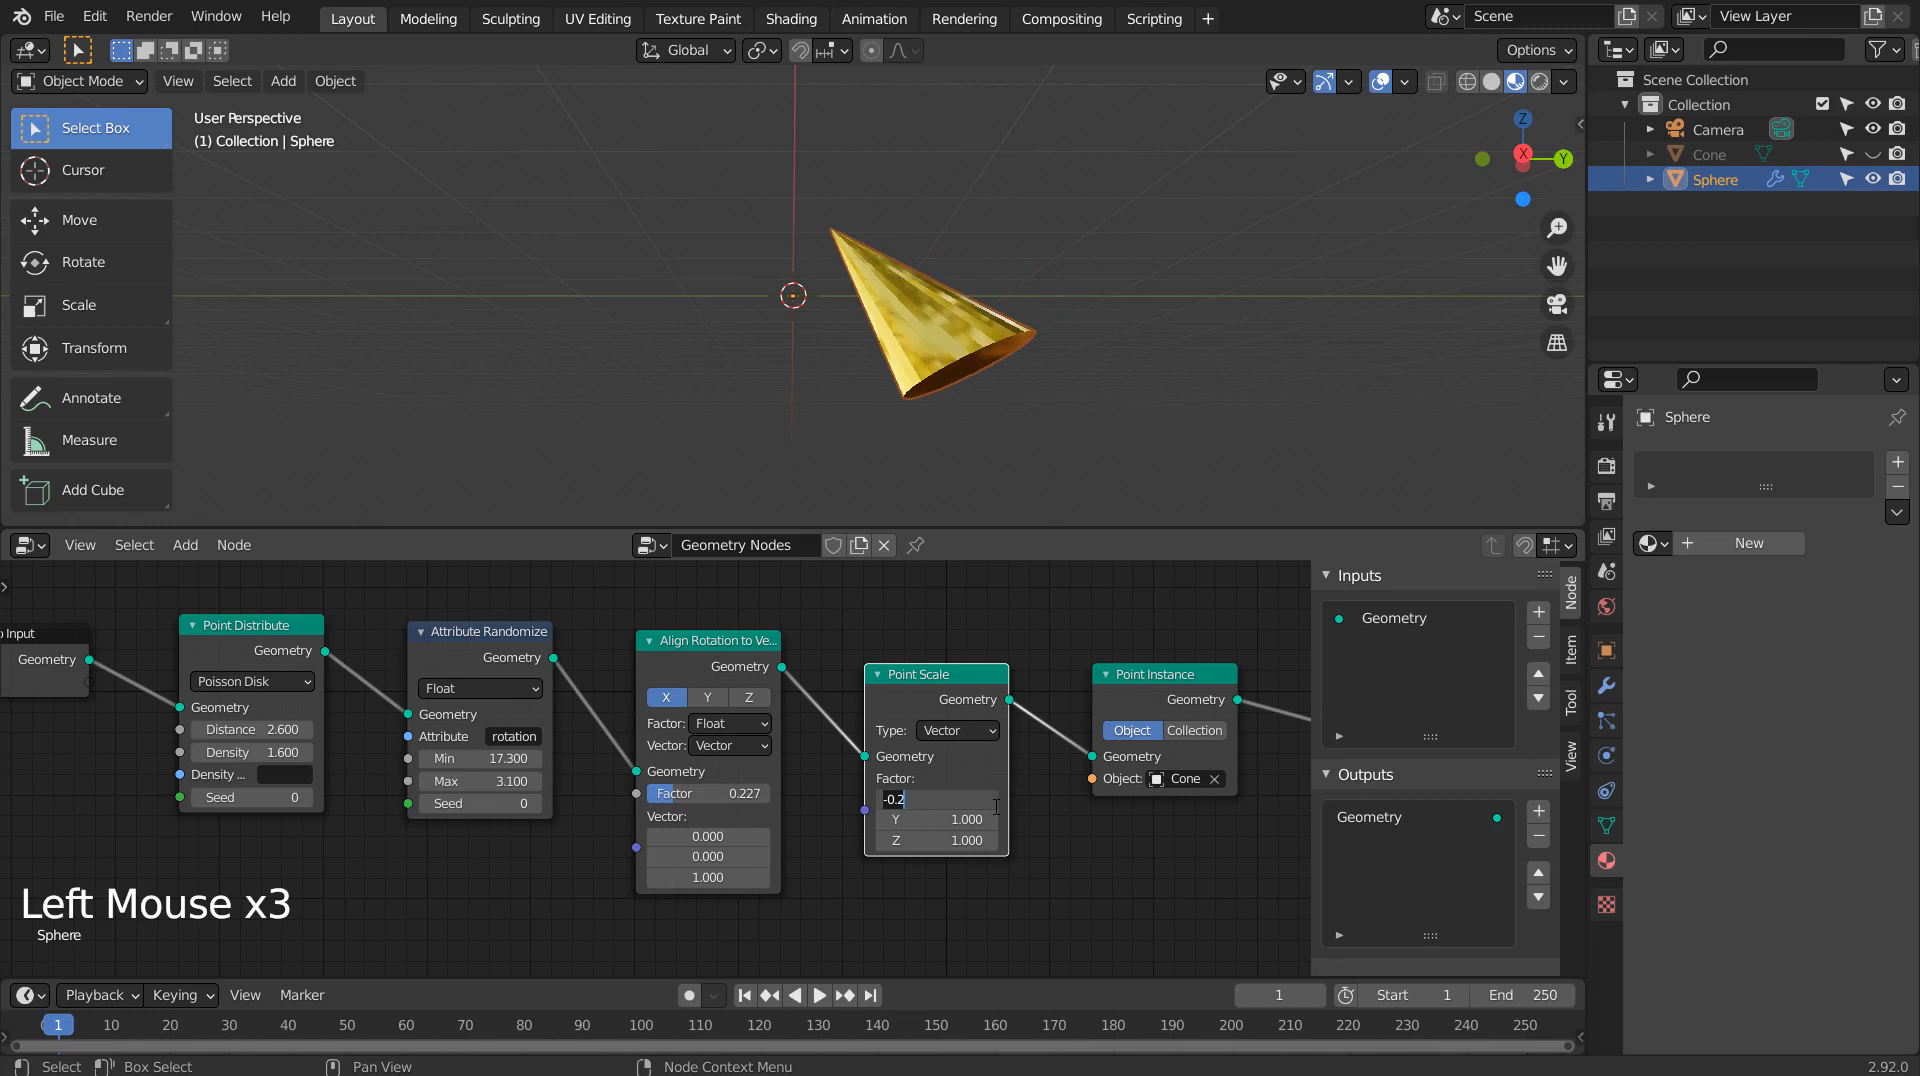 File Edit Render Window Help Layout Modeling Sculpting UV Editing Texture Paint Shading Animation Rendering Compositing Scripting + Scene View Layer
Global Options
Object Mode View Select Add Object
Select Box
Cursor
Move
Rotate
Scale
Transform
Annotate
Measure
Add Cube
User Perspective
(1) Collection | Sphere
Z
X
Y
Scene Collection
Collection
Camera
Cone
Sphere
Sphere
New
View Select Add Node Geometry Nodes
Input
Geometry
Point Distribute
Geometry
Poisson Disk
Geometry
Distance 2.600
Density 1.600
Density ...
Seed 0
Attribute Randomize
Geometry
Float
Geometry
Attribute rotation
Min 17.300
Max 3.100
Seed 0
Align Rotation to Ve...
Geometry
X Y Z
Factor: Float
Vector: Vector
Geometry
Factor 0.227
Vector:
0.000
0.000
1.000
Point Scale
Geometry
Type: Vector
Geometry
Factor:
-0.2
Y 1.000
Z 1.000
Point Instance
Geometry
Object Collection
Geometry
Object: Cone
Inputs
Geometry
Outputs
Geometry
Node
Item
Tool
View
Left Mouse x3
Sphere
Playback Keying View Marker 1 Start 1 End 250
1 10 20 30 40 50 60 70 80 90 100 110 120 130 140 150 160 170 180 190 200 210 220 230 240 250
Select Box Select Pan View Node Context Menu 2.92.0